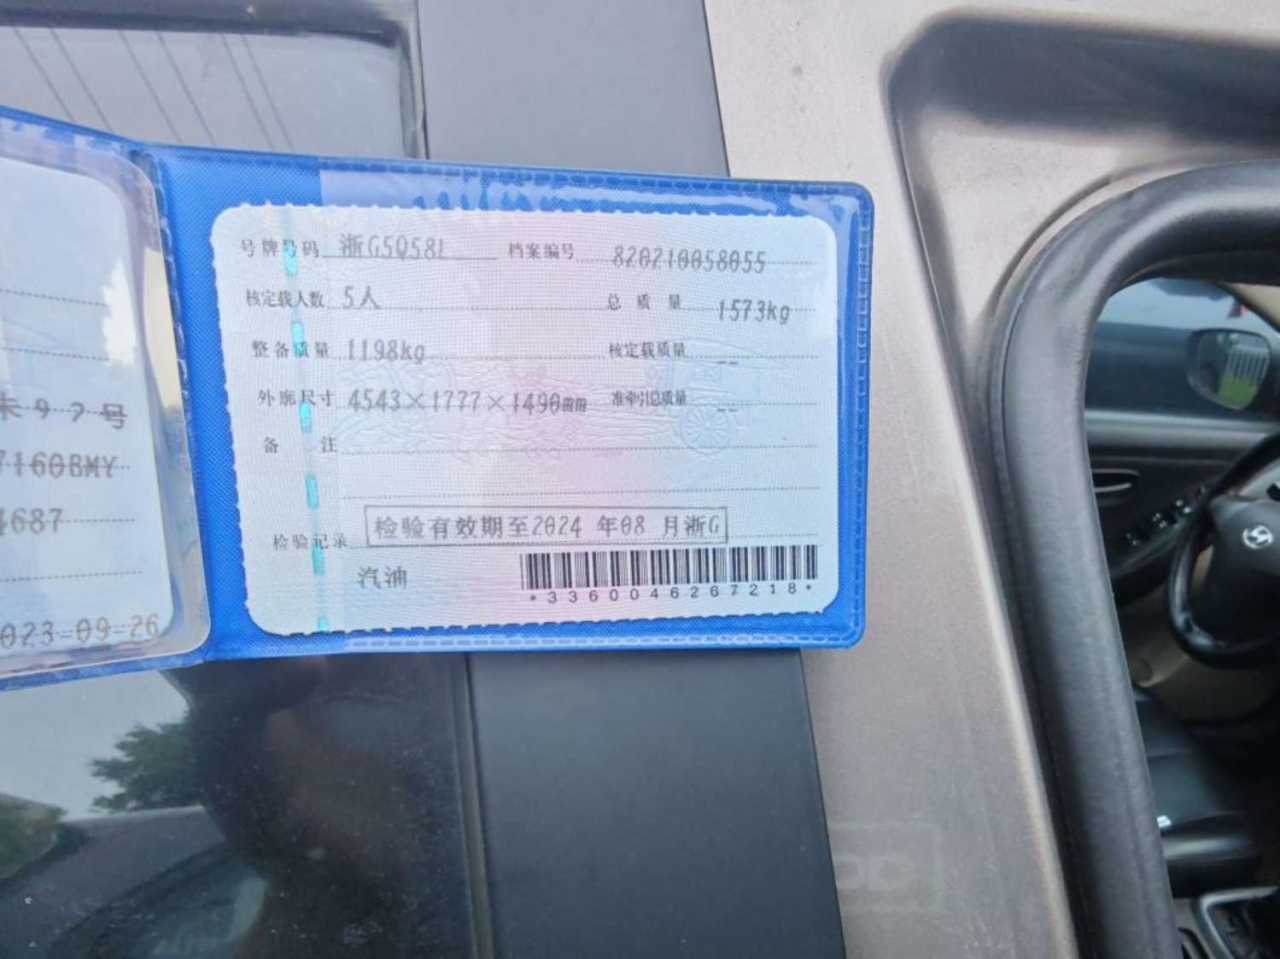 号牌号码 浙G5Q58L 档案编号 820210058055
核定载人数 5人 总质量 1573kg
整备质量 1198kg 核定载质量 --
外廓尺寸 4543×1777×1490mm 准牵引总质量 --
备注
检验记录 检验有效期至2024年08月浙G
汽油
*3360046267218*
97号
7160BMY
4687
023-09-26